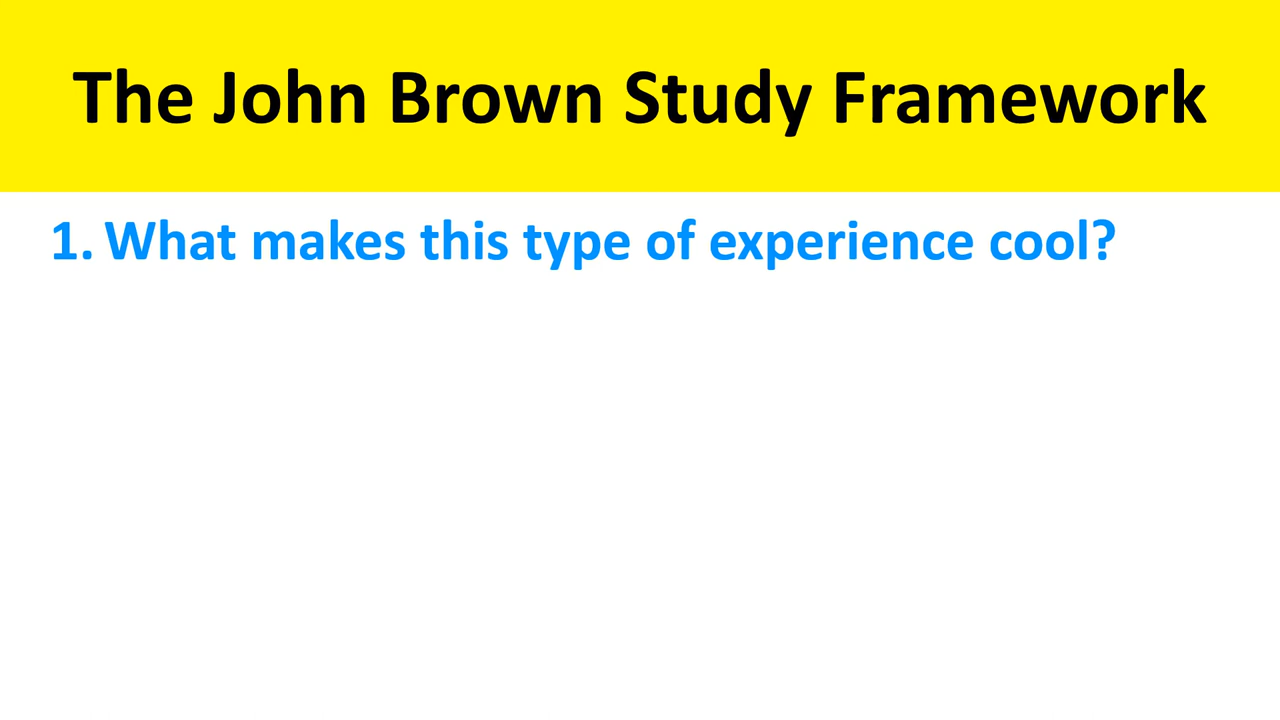 The John Brown Study Framework
1. What makes this type of experience cool?